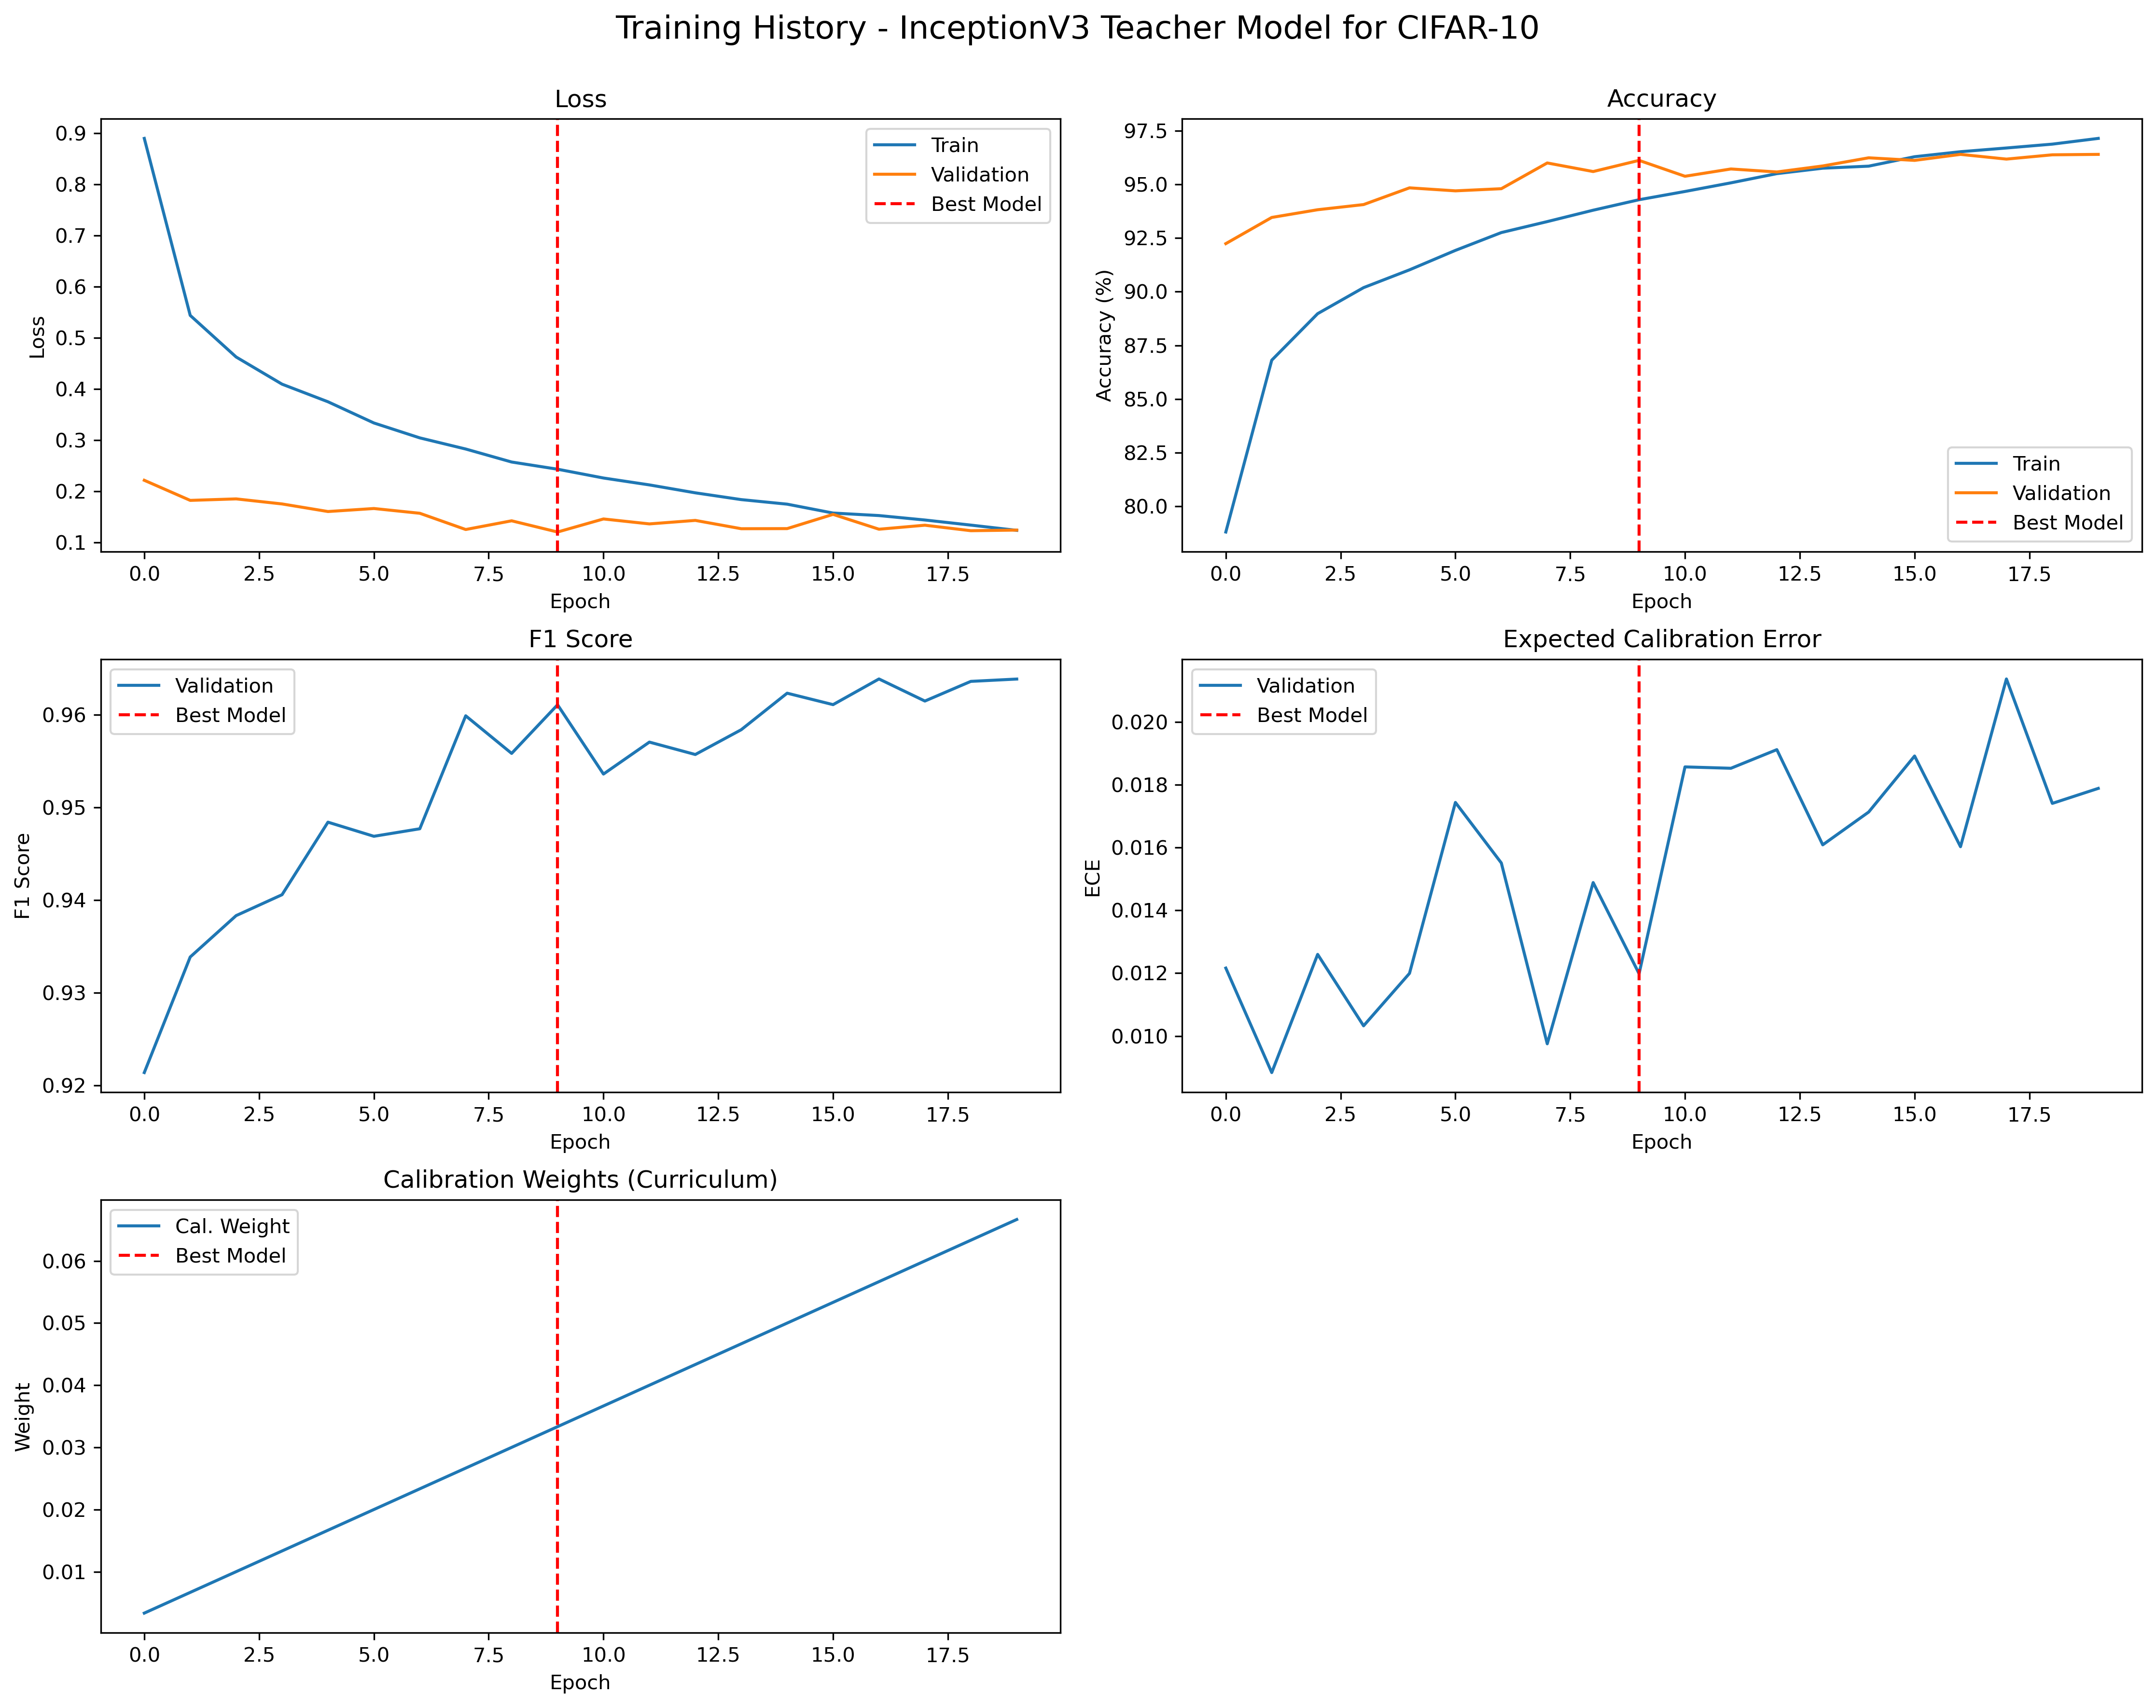 Training History - InceptionV3 Teacher Model for CIFAR-10
Loss
0.9
0.8
0.7
0.6
0.5
0.4
0.3
0.2
0.1
Loss
Train
Validation
Best Model
0.0 2.5 5.0 7.5 10.0 12.5 15.0 17.5
Epoch
Accuracy
97.5
95.0
92.5
90.0
87.5
85.0
82.5
80.0
Accuracy (%)
Train
Validation
Best Model
0.0 2.5 5.0 7.5 10.0 12.5 15.0 17.5
Epoch
F1 Score
Validation
Best Model
0.96
0.95
0.94
0.93
0.92
F1 Score
0.0 2.5 5.0 7.5 10.0 12.5 15.0 17.5
Epoch
Expected Calibration Error
Validation
Best Model
0.020
0.018
0.016
0.014
0.012
0.010
ECE
0.0 2.5 5.0 7.5 10.0 12.5 15.0 17.5
Epoch
Calibration Weights (Curriculum)
Cal. Weight
Best Model
0.06
0.05
0.04
0.03
0.02
0.01
Weight
0.0 2.5 5.0 7.5 10.0 12.5 15.0 17.5
Epoch